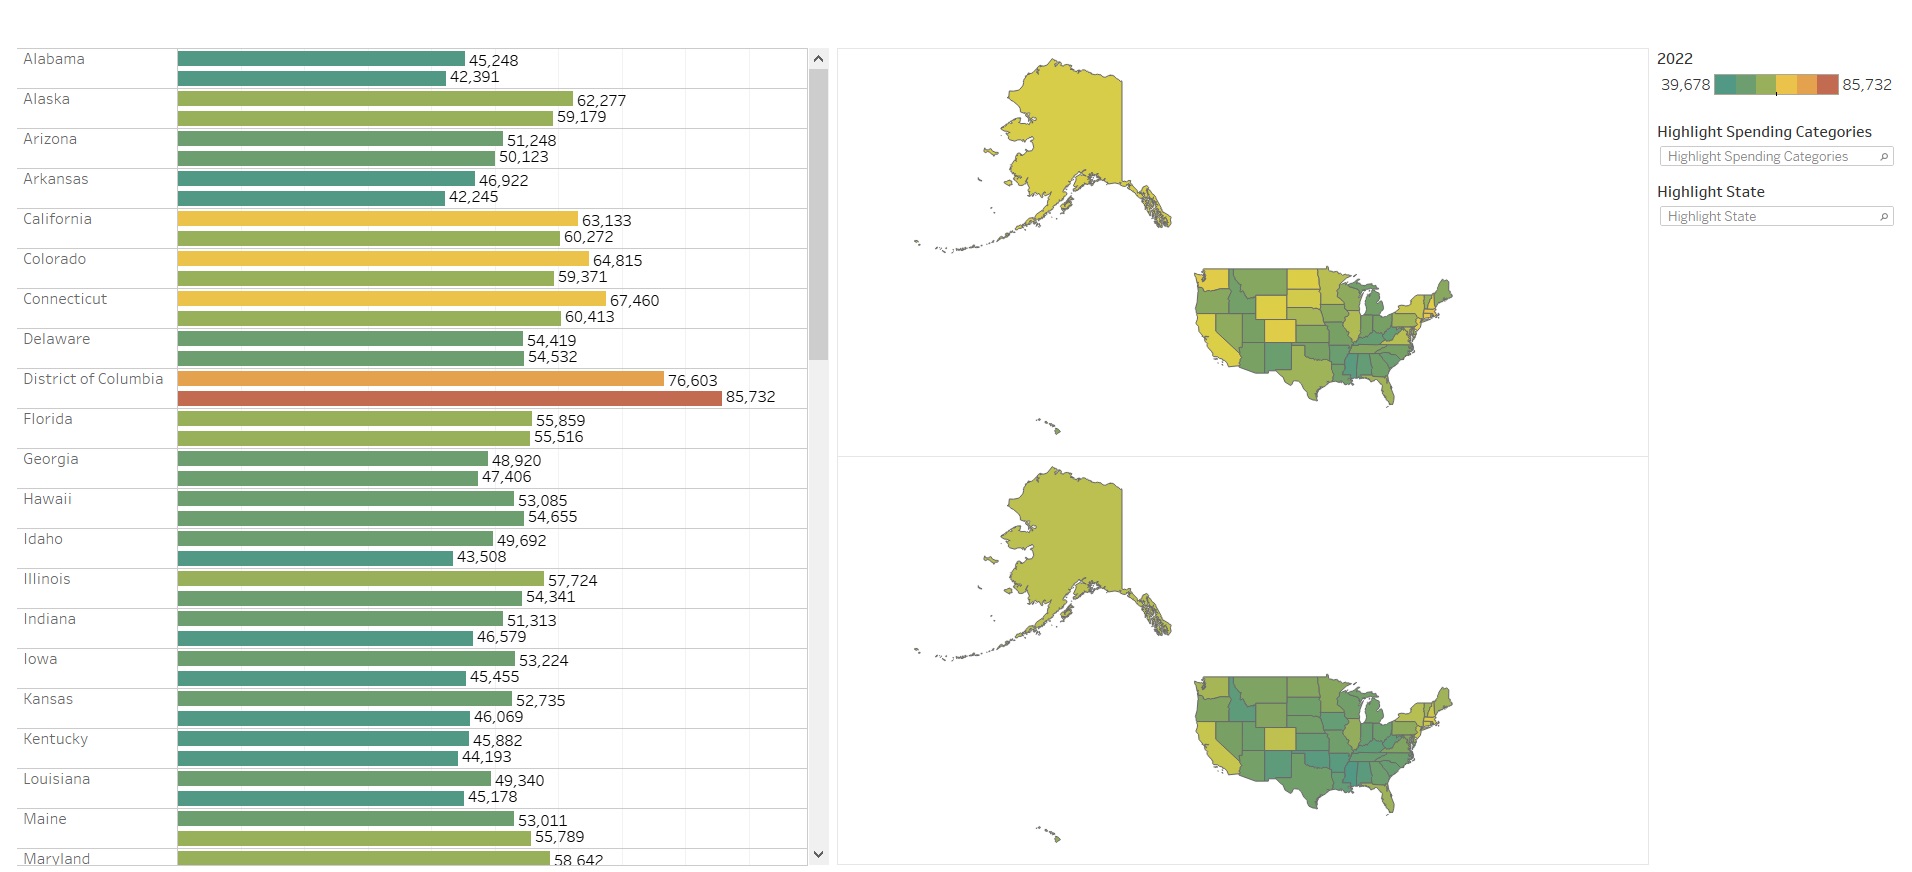 Alabama
45,248
42,391
Alaska
62,277
59,179
Arizona
51,248
50,123
Arkansas
46,922
42,245
California
63,133
60,272
Colorado
64,815
59,371
Connecticut
67,460
60,413
Delaware
54,419
54,532
District of Columbia
76,603
85,732
Florida
55,859
55,516
Georgia
48,920
47,406
Hawaii
53,085
54,655
Idaho
49,692
43,508
Illinois
57,724
54,341
Indiana
51,313
46,579
Iowa
53,224
45,455
Kansas
52,735
46,069
Kentucky
45,882
44,193
Louisiana
49,340
45,178
Maine
53,011
55,789
Maryland
58,642
2022
39,678 85,732
Highlight Spending Categories
Highlight Spending Categories
Highlight State
Highlight State